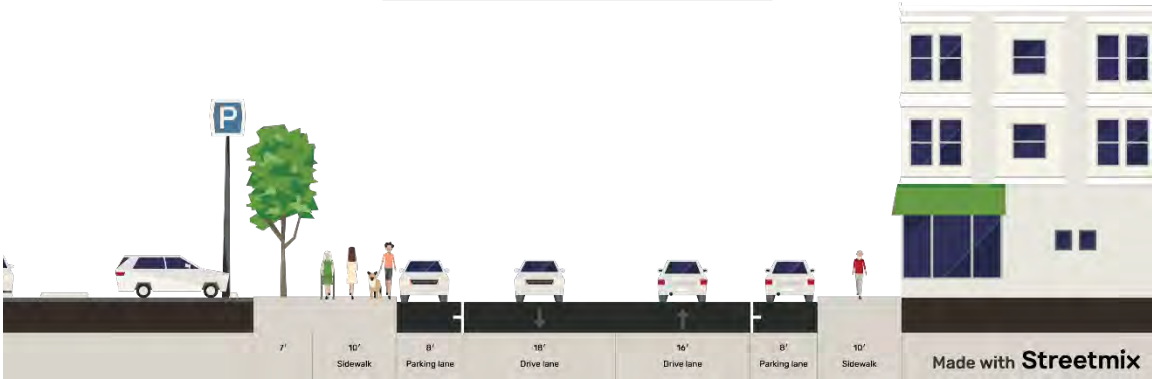 P
7'
10'
Sidewalk
8'
Parking lane
18'
Drive lane
16'
Drive lane
8'
Parking lane
10'
Sidewalk
Made with Streetmix